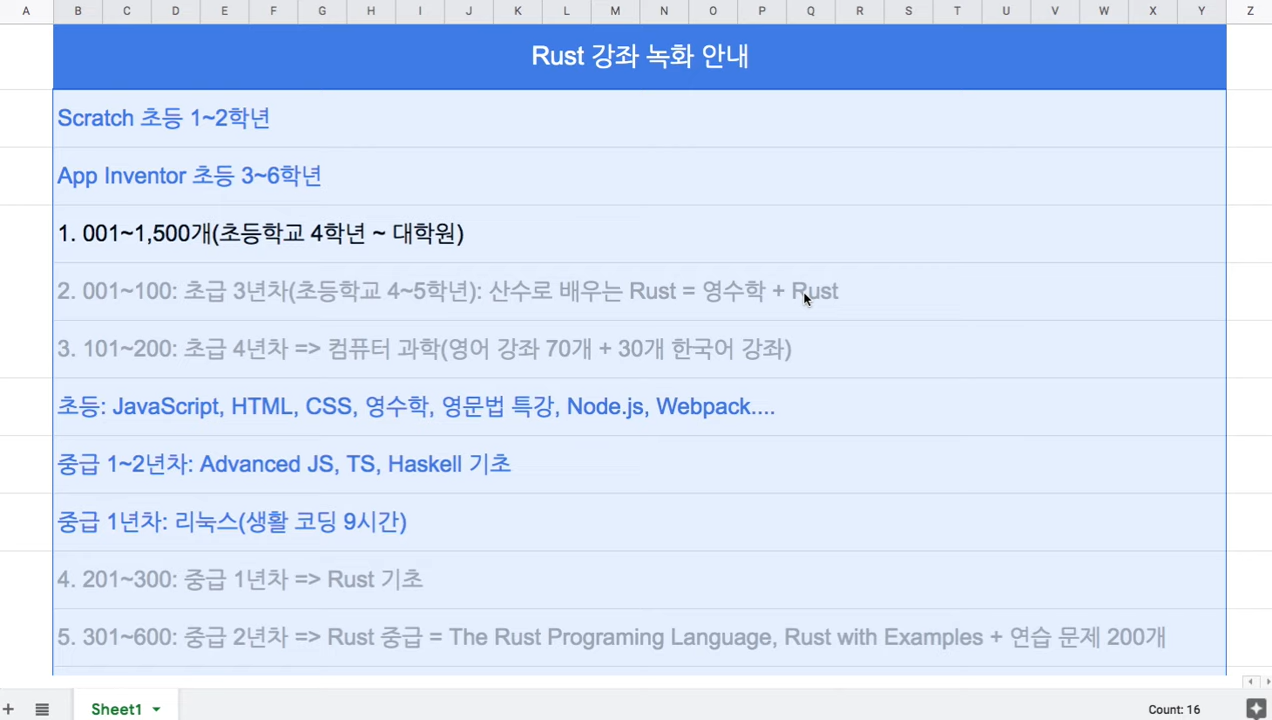 A B C D E F G H I J K L M N O P Q R S T U V W X Y Z
Rust 강좌 녹화 안내
Scratch 초등 1~2학년
App Inventor 초등 3~6학년
1. 001~1,500개(초등학교 4학년 ~ 대학원)
2. 001~100: 초급 3년차(초등학교 4~5학년): 산수로 배우는 Rust = 영수학 + Rust
3. 101~200: 초급 4년차 => 컴퓨터 과학(영어 강좌 70개 + 30개 한국어 강좌)
초등: JavaScript, HTML, CSS, 영수학, 영문법 특강, Node.js, Webpack....
중급 1~2년차: Advanced JS, TS, Haskell 기초
중급 1년차: 리눅스(생활 코딩 9시간)
4. 201~300: 중급 1년차 => Rust 기초
5. 301~600: 중급 2년차 => Rust 중급 = The Rust Programing Language, Rust with Examples + 연습 문제 200개
Sheet1
Count: 16